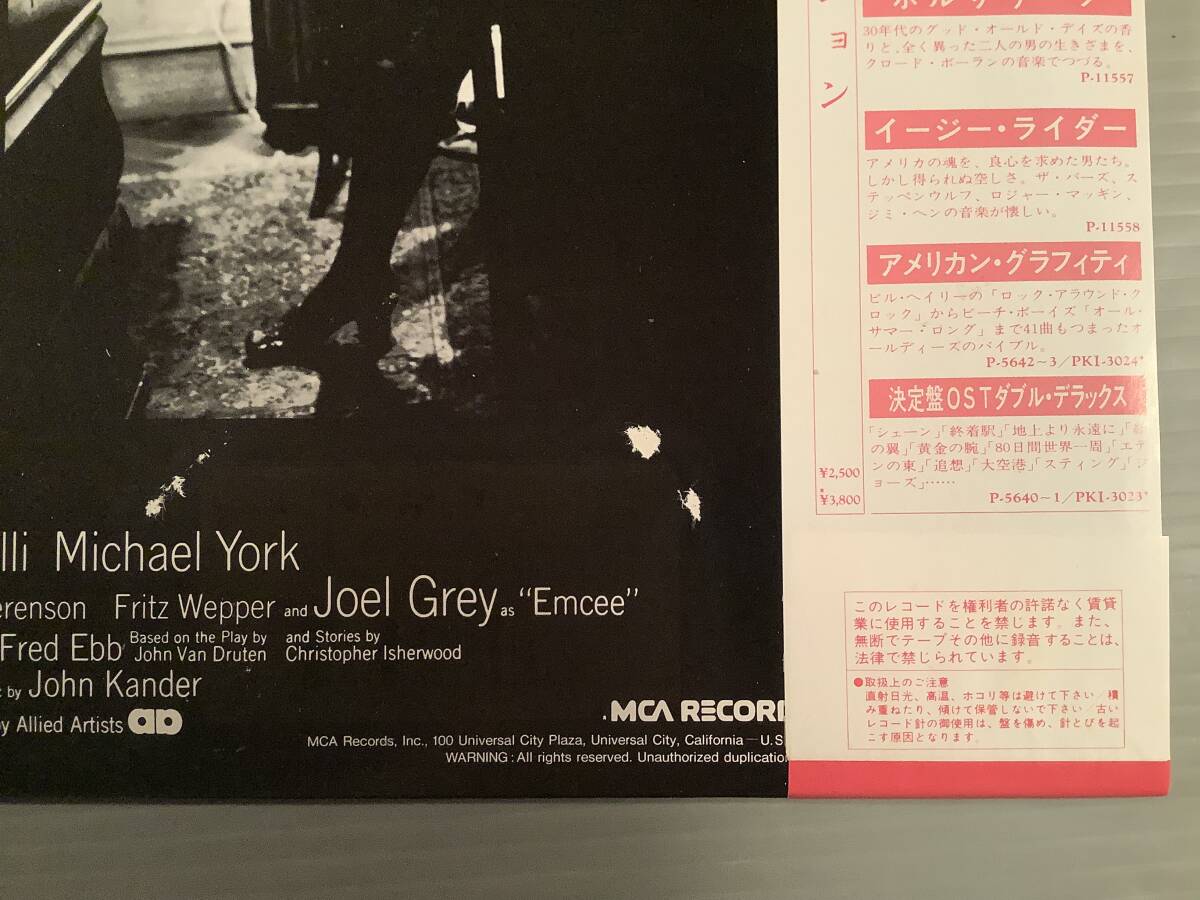 lli Michael York
erenson Fritz Wepper and Joel Grey as “Emcee”
Fred Ebb Based on the Play by John Van Druten and Stories by Christopher Isherwood
by John Kander
by Allied Artists
MCA RECOR
MCA Records, Inc., 100 Universal City Plaza, Universal City, California — U.S.
WARNING : All rights reserved. Unauthorized duplication
ョン
30年代のグッド・オールド・デイズの香
りと、全く異った二人の男の生きざまを、
クロード・ボーランの音楽でつづる。
P-11557
イージー・ライダー
アメリカの魂を、良心を求めた男たち。
しかし得られぬ空しさ。ザ・バーズ、ス
テッペンウルフ、ロジャー・マッギン、
ジミ・ヘンの音楽が懐しい。
P-11558
アメリカン・グラフィティ
ビル・ヘイリーの「ロック・アラウンド・ク
ロック」からビーチ・ボーイズ「オール・
サマー・ロング」まで41曲もつまったオ
ールディーズのバイブル。
P-5642~3/PKI-3024*
決定盤OSTダブル・デラックス
「シェーン」「終着駅」「地上より永遠に」
の翼」「黄金の腕」「80日間世界一周」「エデ
ンの東」「追想」「大空港」「スティング」「ジ
ョーズ」……
P-5640~1/PKI-3023*
¥2,500
*¥3,800
このレコードを権利者の許諾なく賃貸
業に使用することを禁じます。また、
無断でテープその他に録音することは、
法律で禁じられています。
●取扱上のご注意
直射日光、高温、ホコリ等は避けて下さい/積
み重ねたり、傾けて保管しないで下さい/古い
レコード針の御使用は、盤を傷め、針とびを起
こす原因となります。